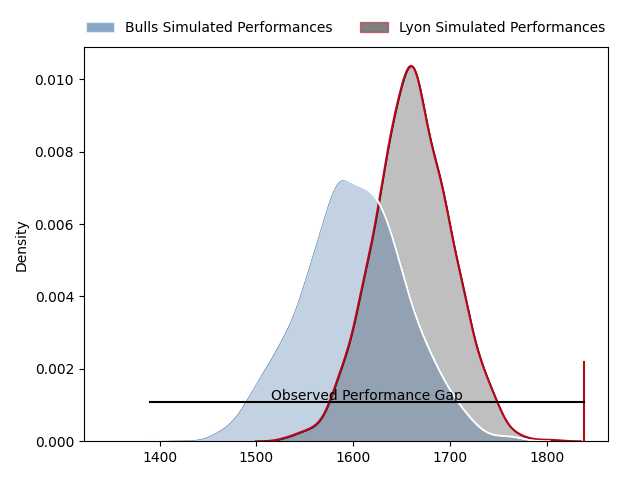 Bulls Simulated Performances Lyon Simulated Performances
0.010
0.008
0.006
0.004
0.002
0.000
Density
Observed Performance Gap
1400 1500 1600 1700 1800